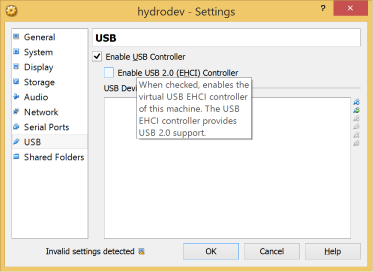 hydrodev - Settings
General
System
Display
Storage
Audio
Network
Serial Ports
USB
Shared Folders
USB
Enable USB Controller
Enable USB 2.0 (EHCI) Controller
USB Devi
When checked, enables the
virtual USB EHCI controller
of this machine. The USB
EHCI controller provides
USB 2.0 support.
Invalid settings detected
OK
Cancel
Help